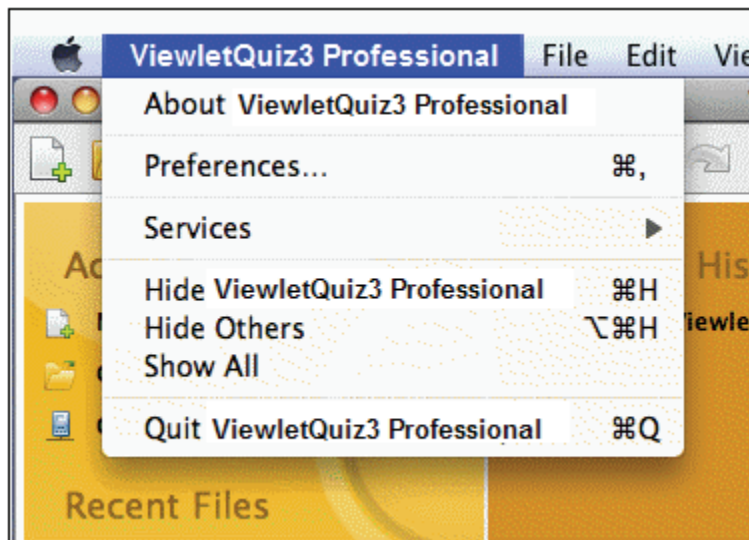 ViewletQuiz3 Professional File Edit
About ViewletQuiz3 Professional
Preferences... ⌘,
Services ▶
Hide ViewletQuiz3 Professional ⌘H
Hide Others ⌥⌘H
Show All
Quit ViewletQuiz3 Professional ⌘Q
Recent Files